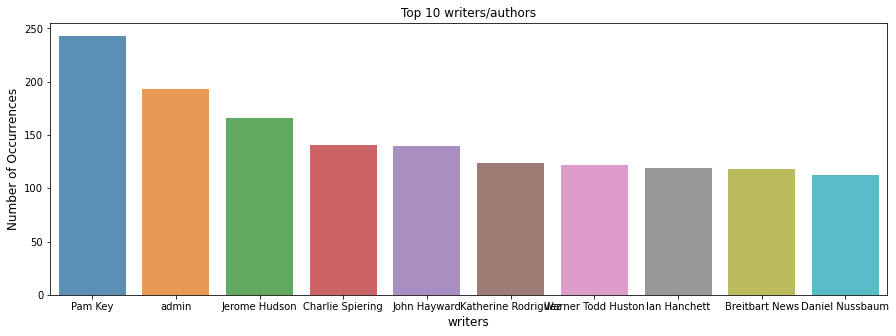 Top 10 writers/authors
Number of Occurrences
250
200
150
100
50
0
Pam Key admin Jerome Hudson Charlie Spiering John Hayward Katherine Rodriguez Warner Todd Huston Ian Hanchett Breitbart News Daniel Nussbaum
writers